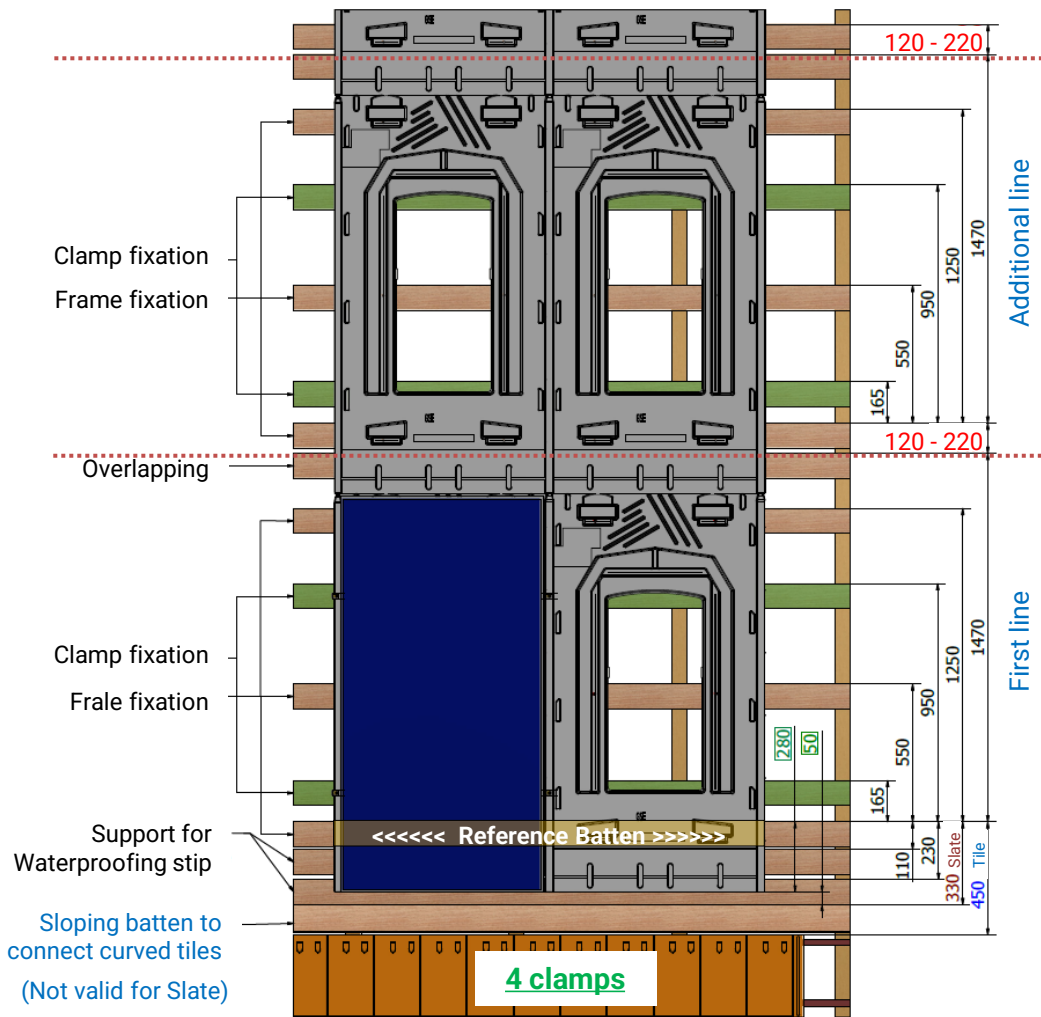 120 - 220
1470
1250
950
550
165
Additional line
Clamp fixation
Frame fixation
120 - 220
Overlapping
1470
1250
950
550
165
First line
280
50
Clamp fixation
Frale fixation
<<<<<< Reference Batten >>>>>>
Support for
Waterproofing stip
110
230
330 Slate
450 Tile
Sloping batten to
connect curved tiles
(Not valid for Slate)
4 clamps